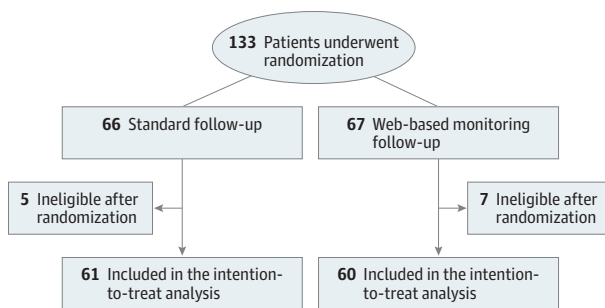 133 Patients underwent
randomization
66 Standard follow-up
67 Web-based monitoring
follow-up
5 Ineligible after
randomization
7 Ineligible after
randomization
61 Included in the intention-
to-treat analysis
60 Included in the intention-
to-treat analysis